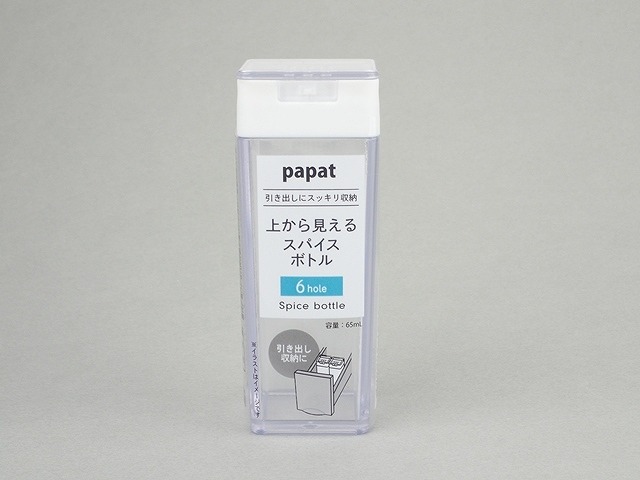 papat
引き出しにスッキリ収納
上から見える
スパイス
ボトル
6 hole
Spice bottle
容量：65mL
引き出し
収納に
※イラストはイメージです